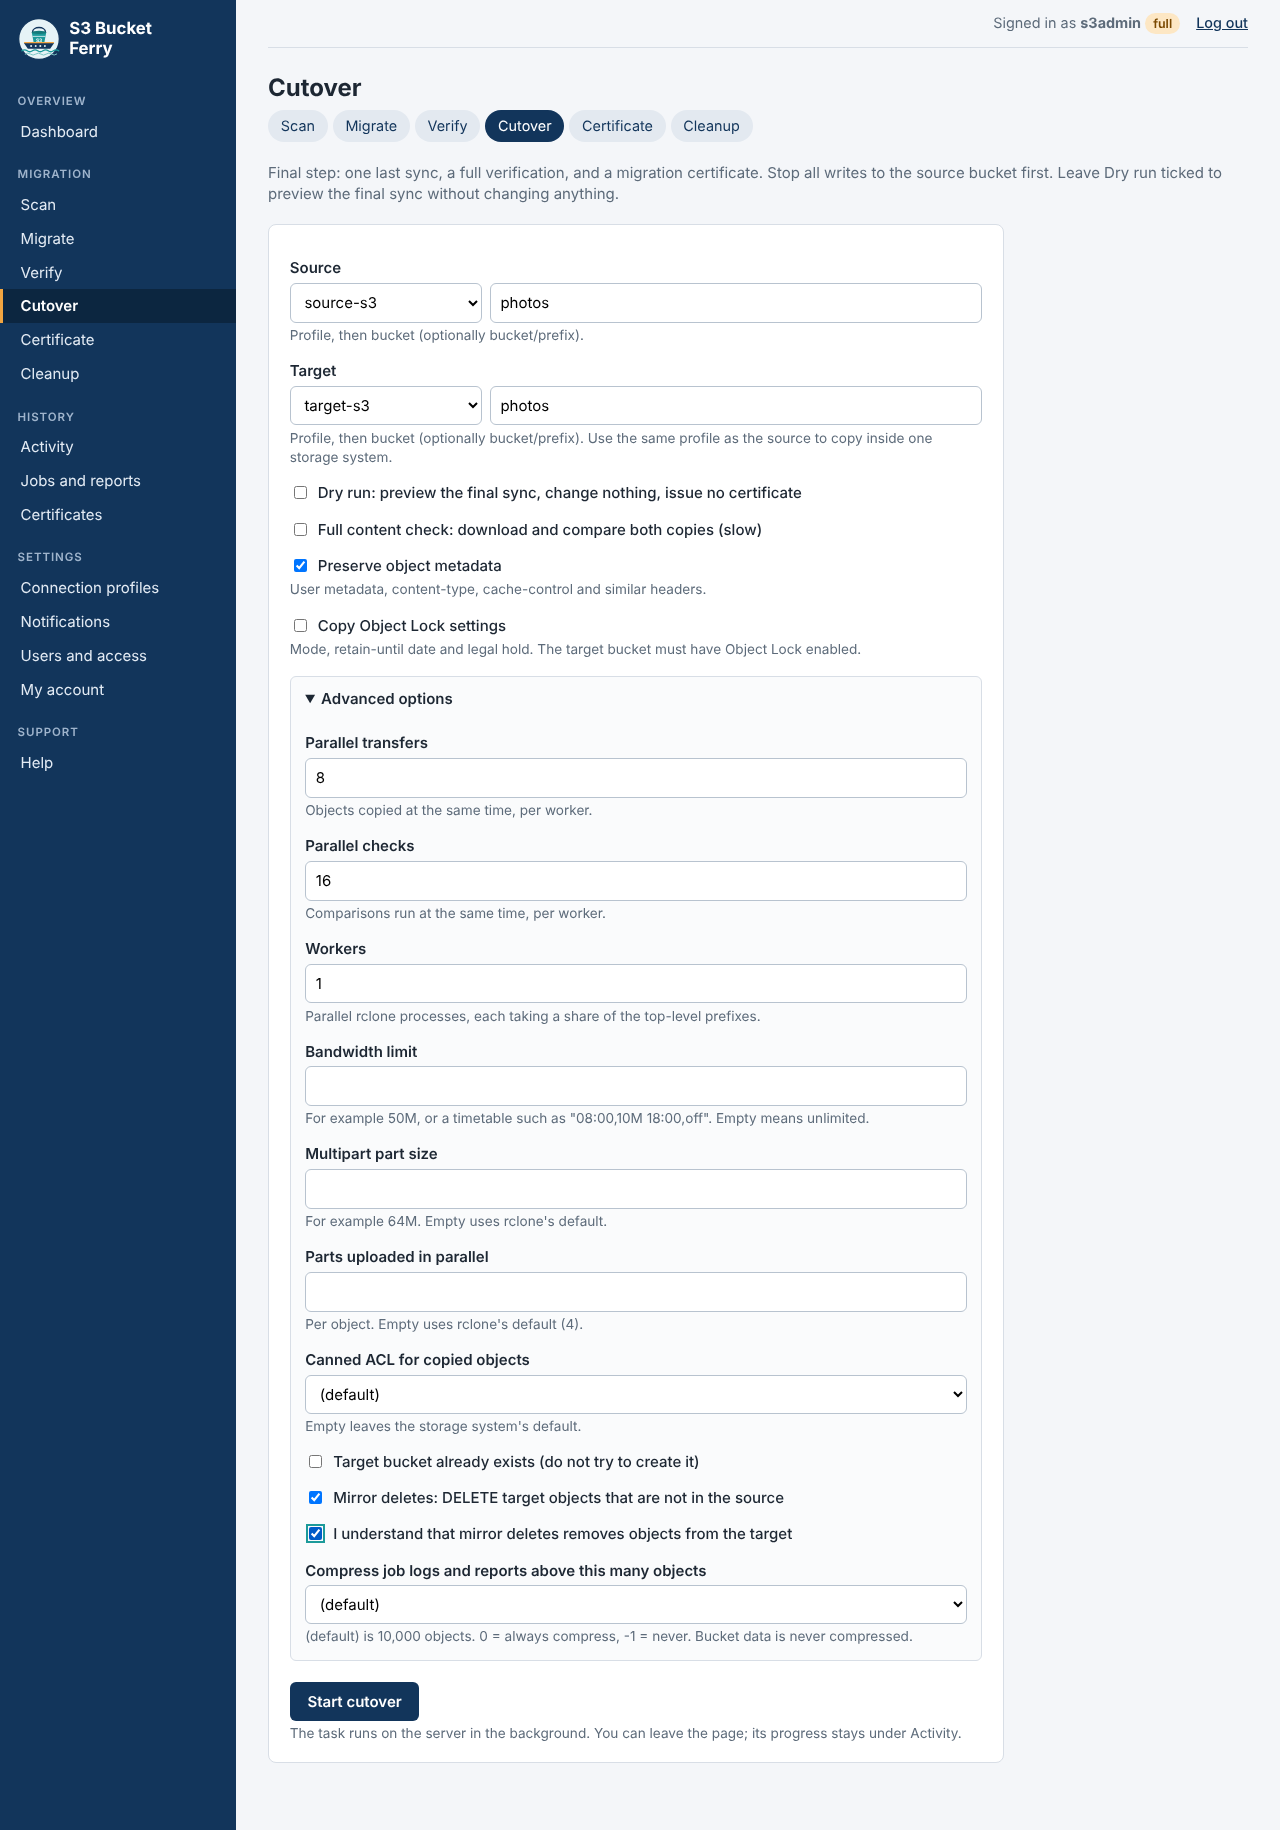 S3 Bucket
Ferry
Signed in as s3admin full Log out
OVERVIEW
Dashboard
MIGRATION
Scan
Migrate
Verify
Cutover
Certificate
Cleanup
HISTORY
Activity
Jobs and reports
Certificates
SETTINGS
Connection profiles
Notifications
Users and access
My account
SUPPORT
Help
Cutover
Scan Migrate Verify Cutover Certificate Cleanup
Final step: one last sync, a full verification, and a migration certificate. Stop all writes to the source bucket first. Leave Dry run ticked to
preview the final sync without changing anything.
Source
source-s3 photos
Profile, then bucket (optionally bucket/prefix).
Target
target-s3 photos
Profile, then bucket (optionally bucket/prefix). Use the same profile as the source to copy inside one
storage system.
Dry run: preview the final sync, change nothing, issue no certificate
Full content check: download and compare both copies (slow)
Preserve object metadata
User metadata, content-type, cache-control and similar headers.
Copy Object Lock settings
Mode, retain-until date and legal hold. The target bucket must have Object Lock enabled.
Advanced options
Parallel transfers
8
Objects copied at the same time, per worker.
Parallel checks
16
Comparisons run at the same time, per worker.
Workers
1
Parallel rclone processes, each taking a share of the top-level prefixes.
Bandwidth limit
For example 50M, or a timetable such as "08:00,10M 18:00,off". Empty means unlimited.
Multipart part size
For example 64M. Empty uses rclone's default.
Parts uploaded in parallel
Per object. Empty uses rclone's default (4).
Canned ACL for copied objects
(default)
Empty leaves the storage system's default.
Target bucket already exists (do not try to create it)
Mirror deletes: DELETE target objects that are not in the source
I understand that mirror deletes removes objects from the target
Compress job logs and reports above this many objects
(default)
(default) is 10,000 objects. 0 = always compress, -1 = never. Bucket data is never compressed.
Start cutover
The task runs on the server in the background. You can leave the page; its progress stays under Activity.